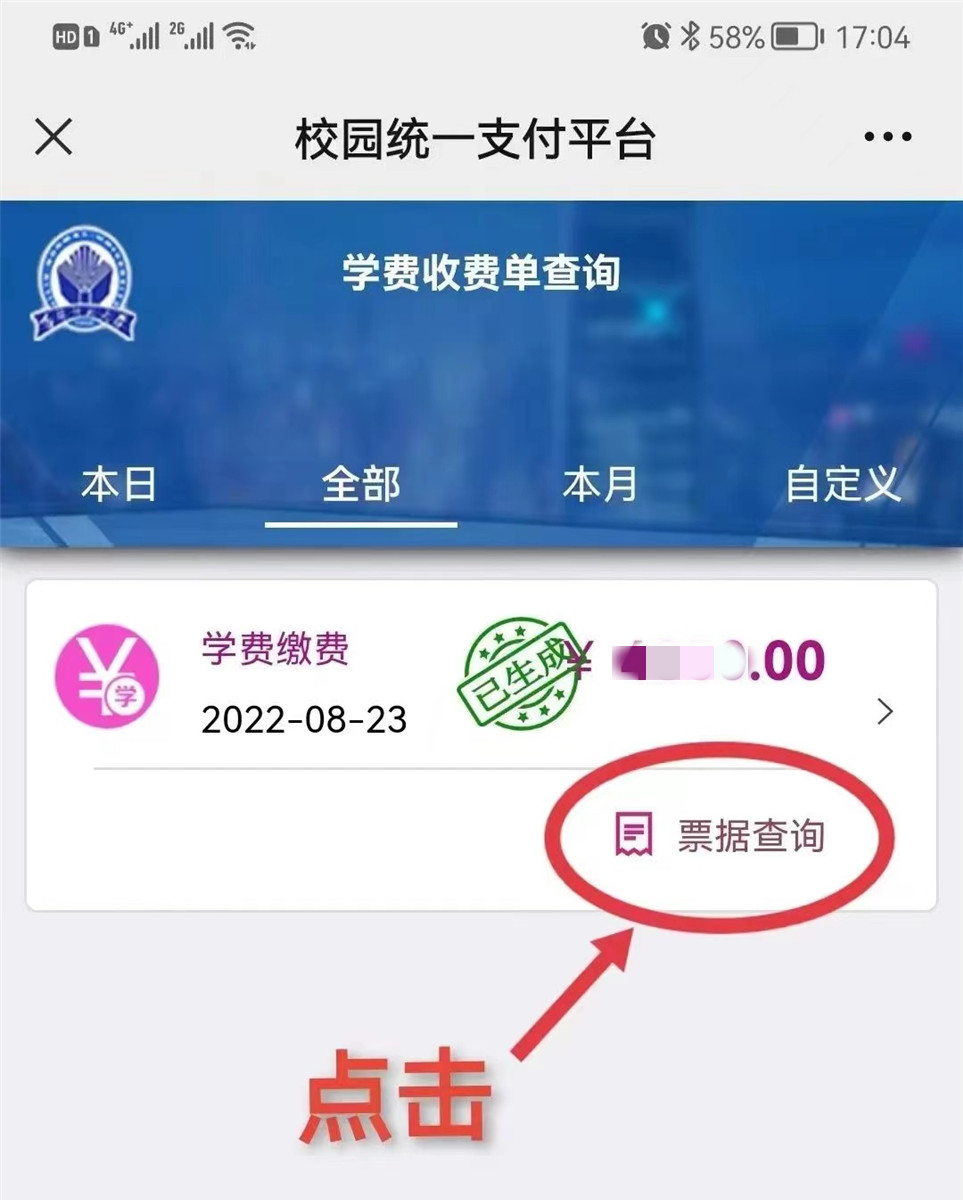 HD 1 4G+ 2G 58% 17:04
校园统一支付平台
学费收费单查询
本日 全部 本月 自定义
学费缴费
已生成
¥ .00
学
2022-08-23
票据查询
点击